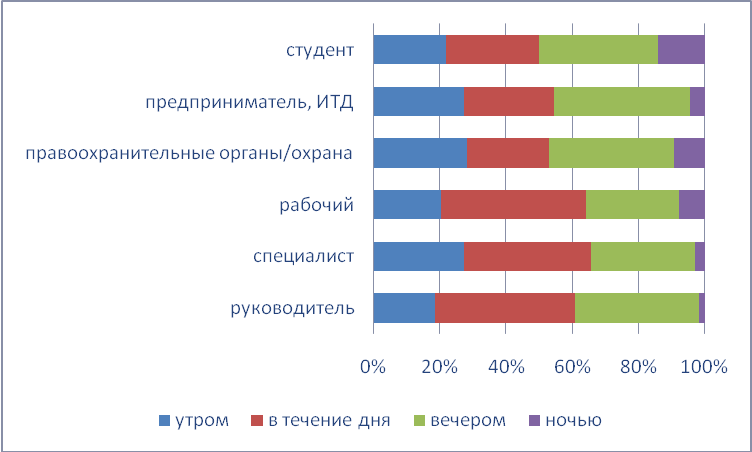 студент
предприниматель, ИТД
правоохранительные органы/охрана
рабочий
специалист
руководитель
0% 20% 40% 60% 80% 100%
утром в течение дня вечером ночью